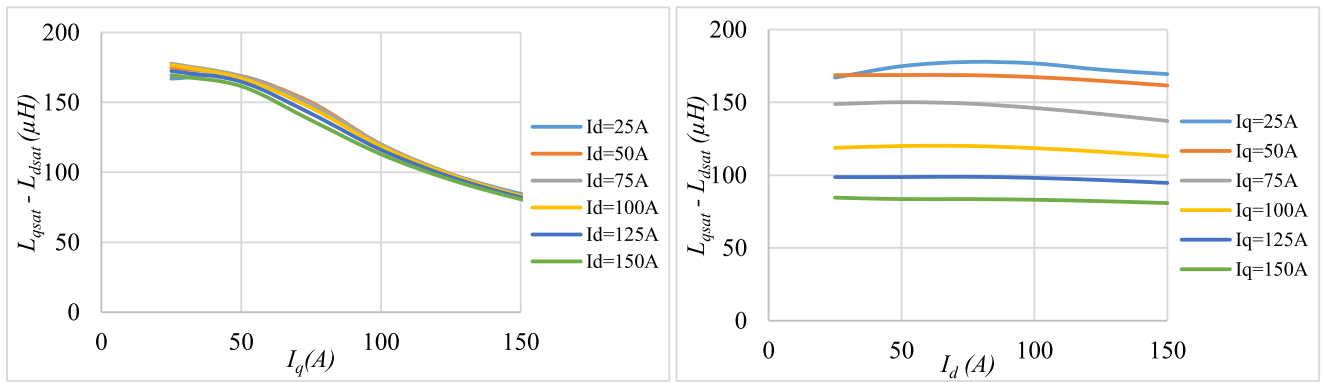 200
150
100
50
0
0
50
100
150
Lqsat - Ldsat (µH)
Iq(A)
Id=25A
Id=50A
Id=75A
Id=100A
Id=125A
Id=150A
200
150
100
50
0
0
50
100
150
Lqsat - Ldsat (µH)
Id (A)
Iq=25A
Iq=50A
Iq=75A
Iq=100A
Iq=125A
Iq=150A